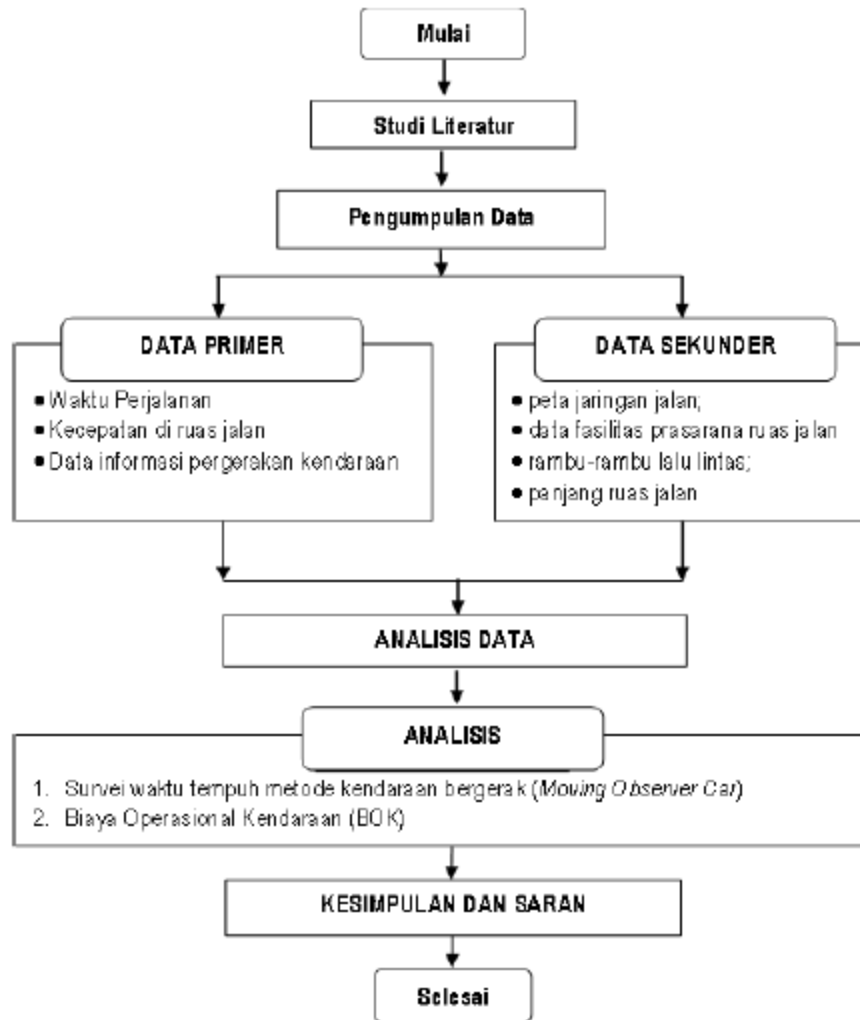 Mulai
Studi Literatur
Pengumpulan Data
DATA PRIMER
• Waktu Perjalanan
• Kecepatan di ruas jalan
• Data informasi pergerakan kendaraan
DATA SEKUNDER
• peta jaringan jalan;
• data fasilitas prasarana ruas jalan
• rambu-rambu lalu lintas;
• panjang ruas jalan
ANALISIS DATA
ANALISIS
1. Survei waktu tempuh metode kendaraan bergerak (Moving Observer Car)
2. Biaya Operasional Kendaraan (BOK)
KESIMPULAN DAN SARAN
Selesai